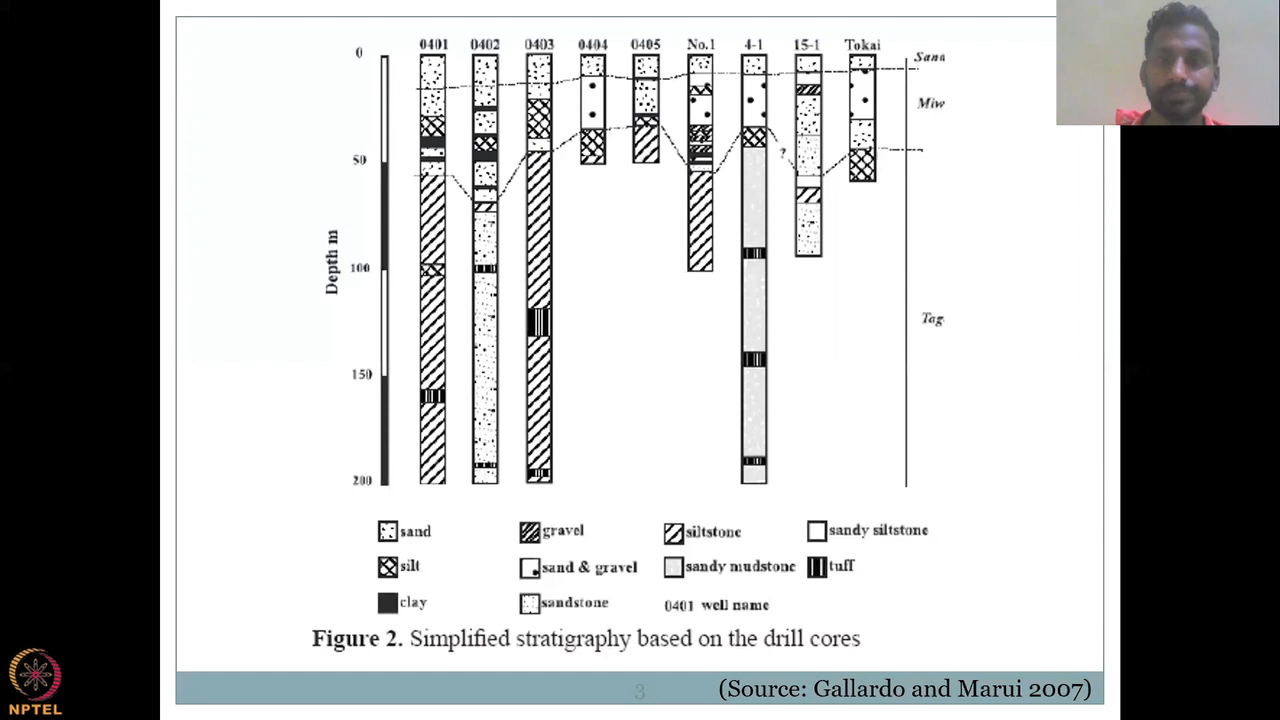 0401 0402 0403 0404 0405 No.1 4-1 15-1 Tokai
0
Sana
Miw
50
?
Depth m
100
Tag
150
200
sand gravel siltstone sandy siltstone
silt sand & gravel sandy mudstone tuff
clay sandstone 0401 well name
Figure 2. Simplified stratigraphy based on the drill cores
3
(Source: Gallardo and Marui 2007)
NPTEL